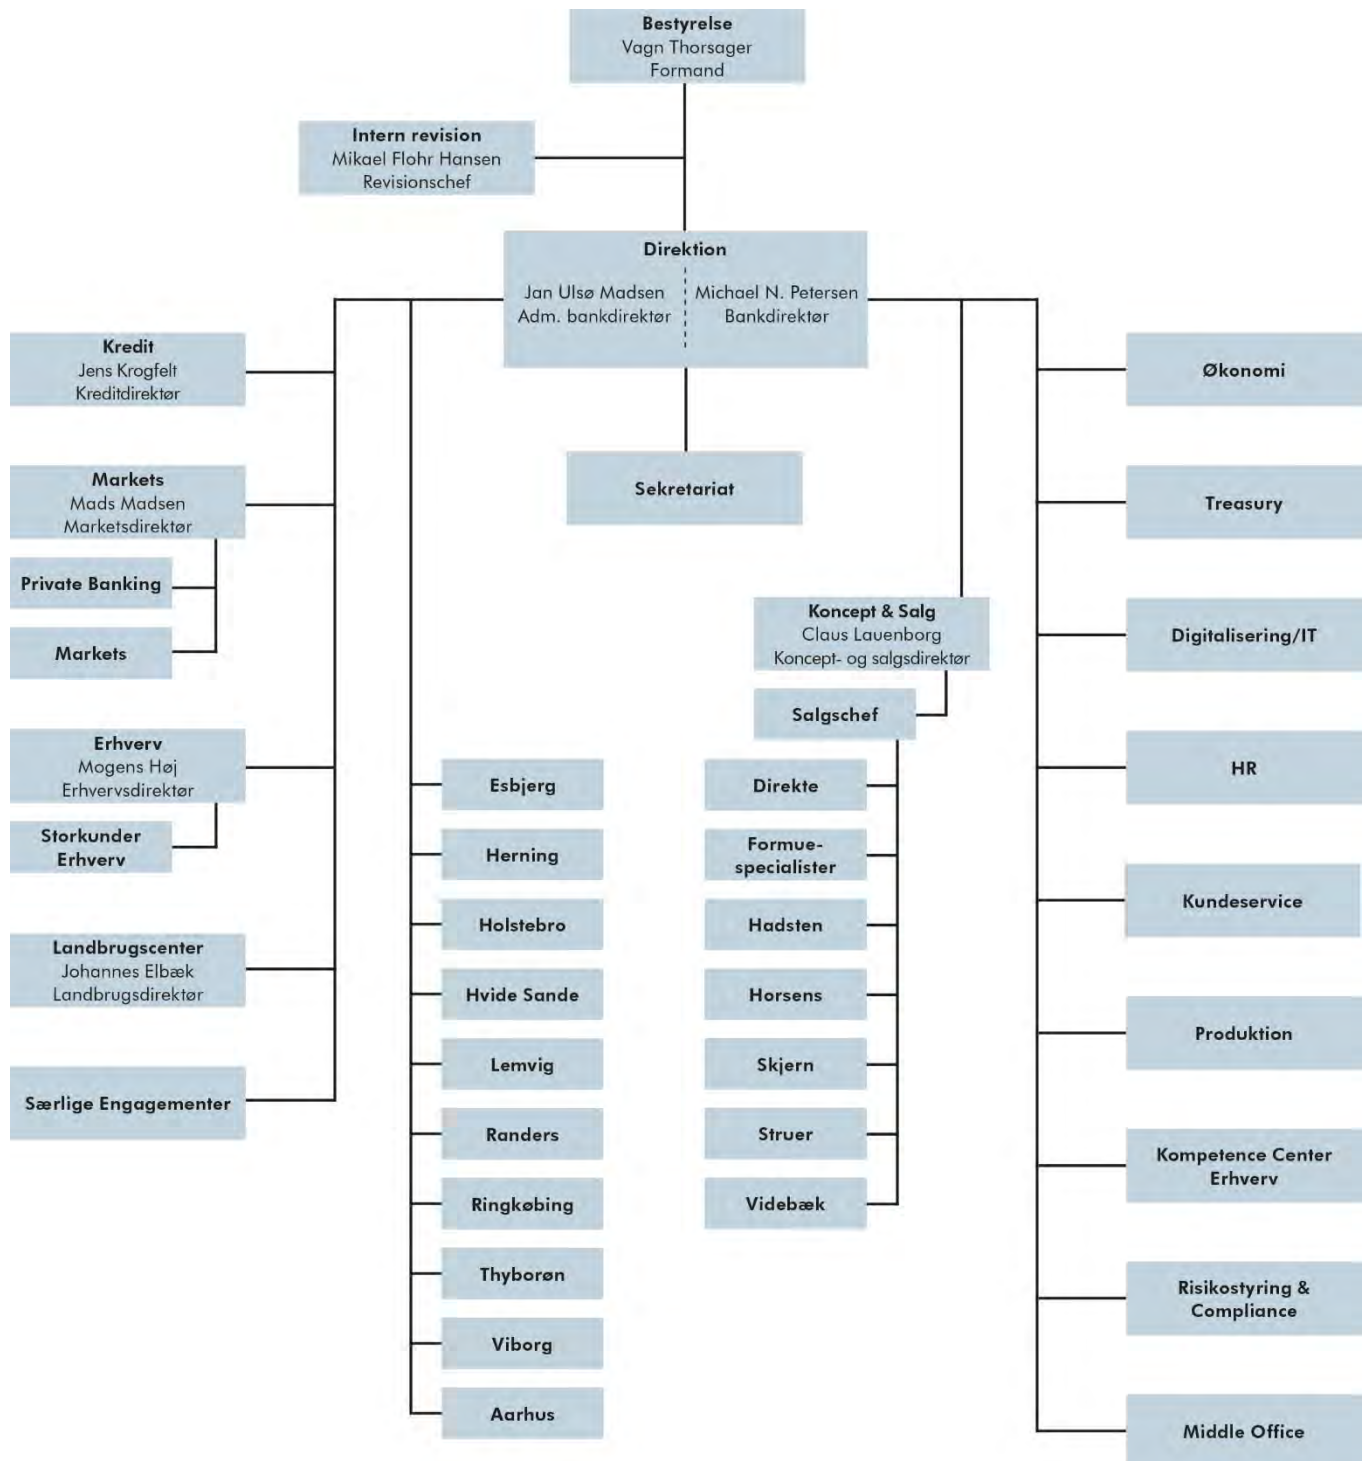 Bestyrelse
Vagn Thorsager
Formand
Intern revision
Mikael Flohr Hansen
Revisionschef
Direktion
Jan Ulsø Madsen
Adm. bankdirektør
Michael N. Petersen
Bankdirektør
Sekretariat
Kredit
Jens Krogfelt
Kreditdirektør
Markets
Mads Madsen
Marketsdirektør
Private Banking
Markets
Erhverv
Mogens Høj
Erhvervsdirektør
Storkunder
Erhverv
Landbrugscenter
Johannes Elbæk
Landbrugsdirektør
Særlige Engagementer
Esbjerg
Herning
Holstebro
Hvide Sande
Lemvig
Randers
Ringkøbing
Thyborøn
Viborg
Aarhus
Koncept & Salg
Claus Lauenborg
Koncept- og salgsdirektør
Salgschef
Direkte
Formue-
specialister
Hadsten
Horsens
Skjern
Struer
Videbæk
Økonomi
Treasury
Digitalisering/IT
HR
Kundeservice
Produktion
Kompetence Center
Erhverv
Risikostyring &
Compliance
Middle Office